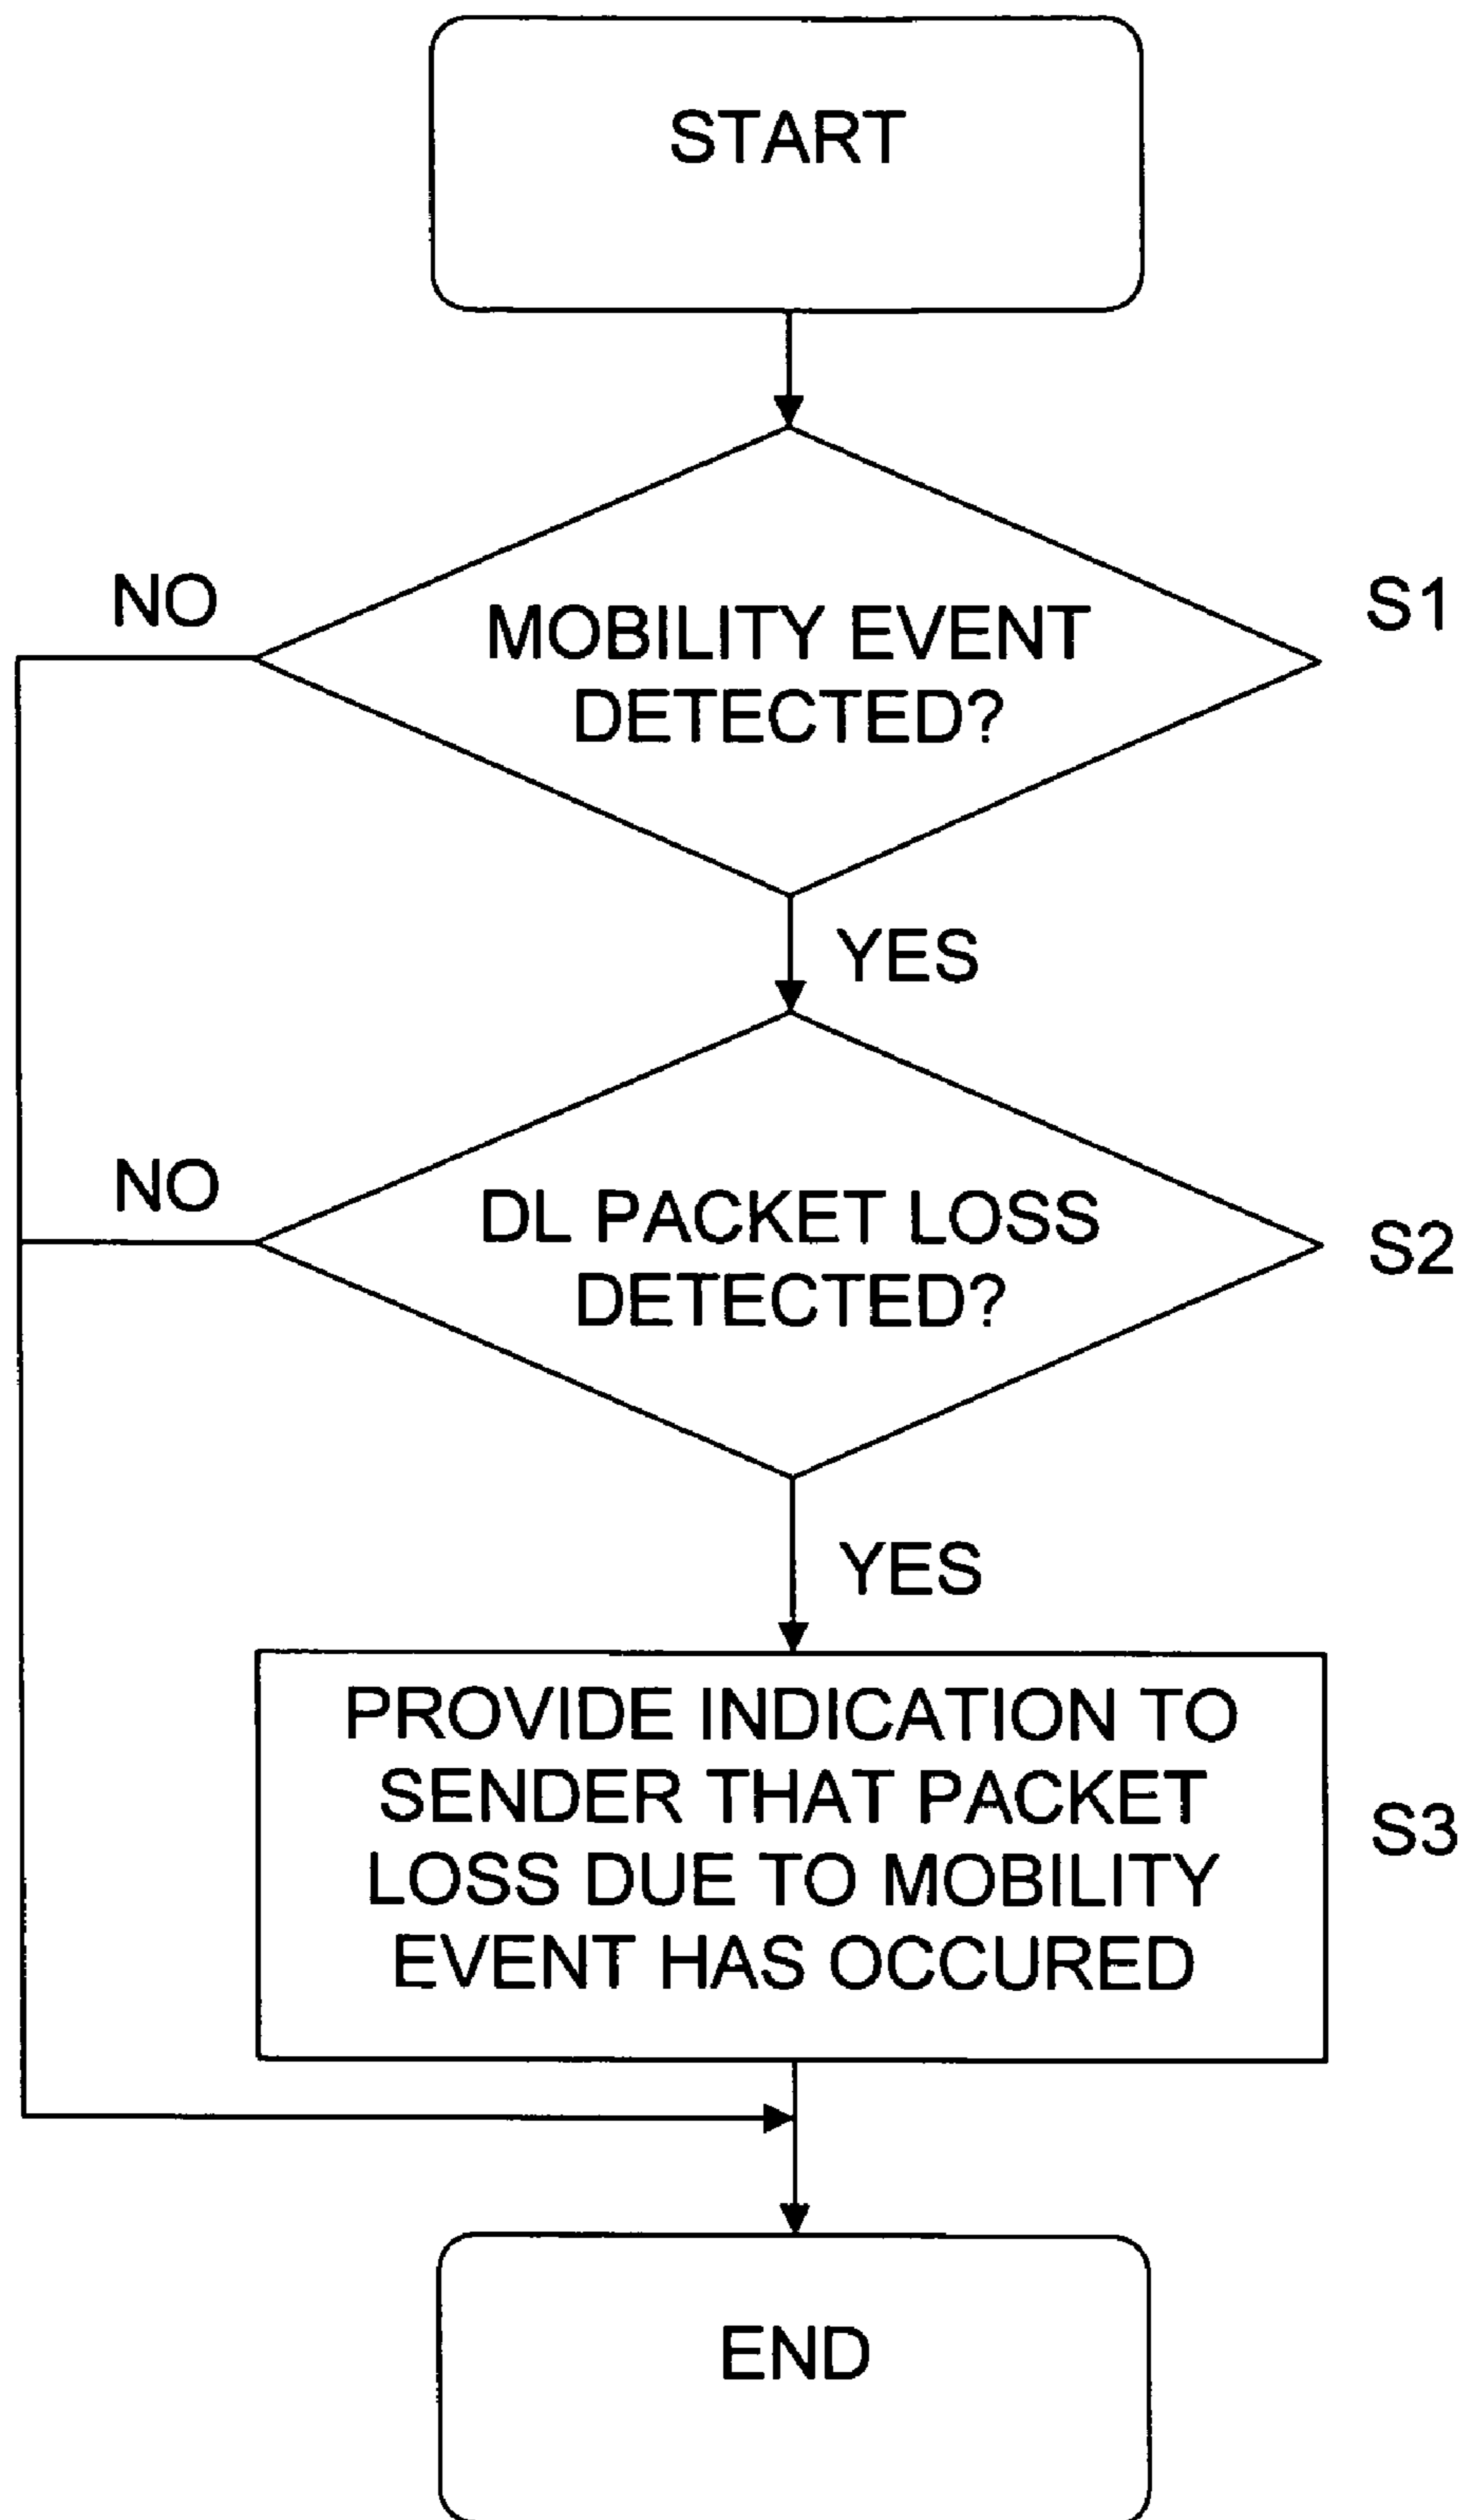 START
NO
MOBILITY EVENT
DETECTED?
S1
YES
NO
DL PACKET LOSS
DETECTED?
S2
YES
PROVIDE INDICATION TO
SENDER THAT PACKET
LOSS DUE TO MOBILITY
EVENT HAS OCCURED
S3
END